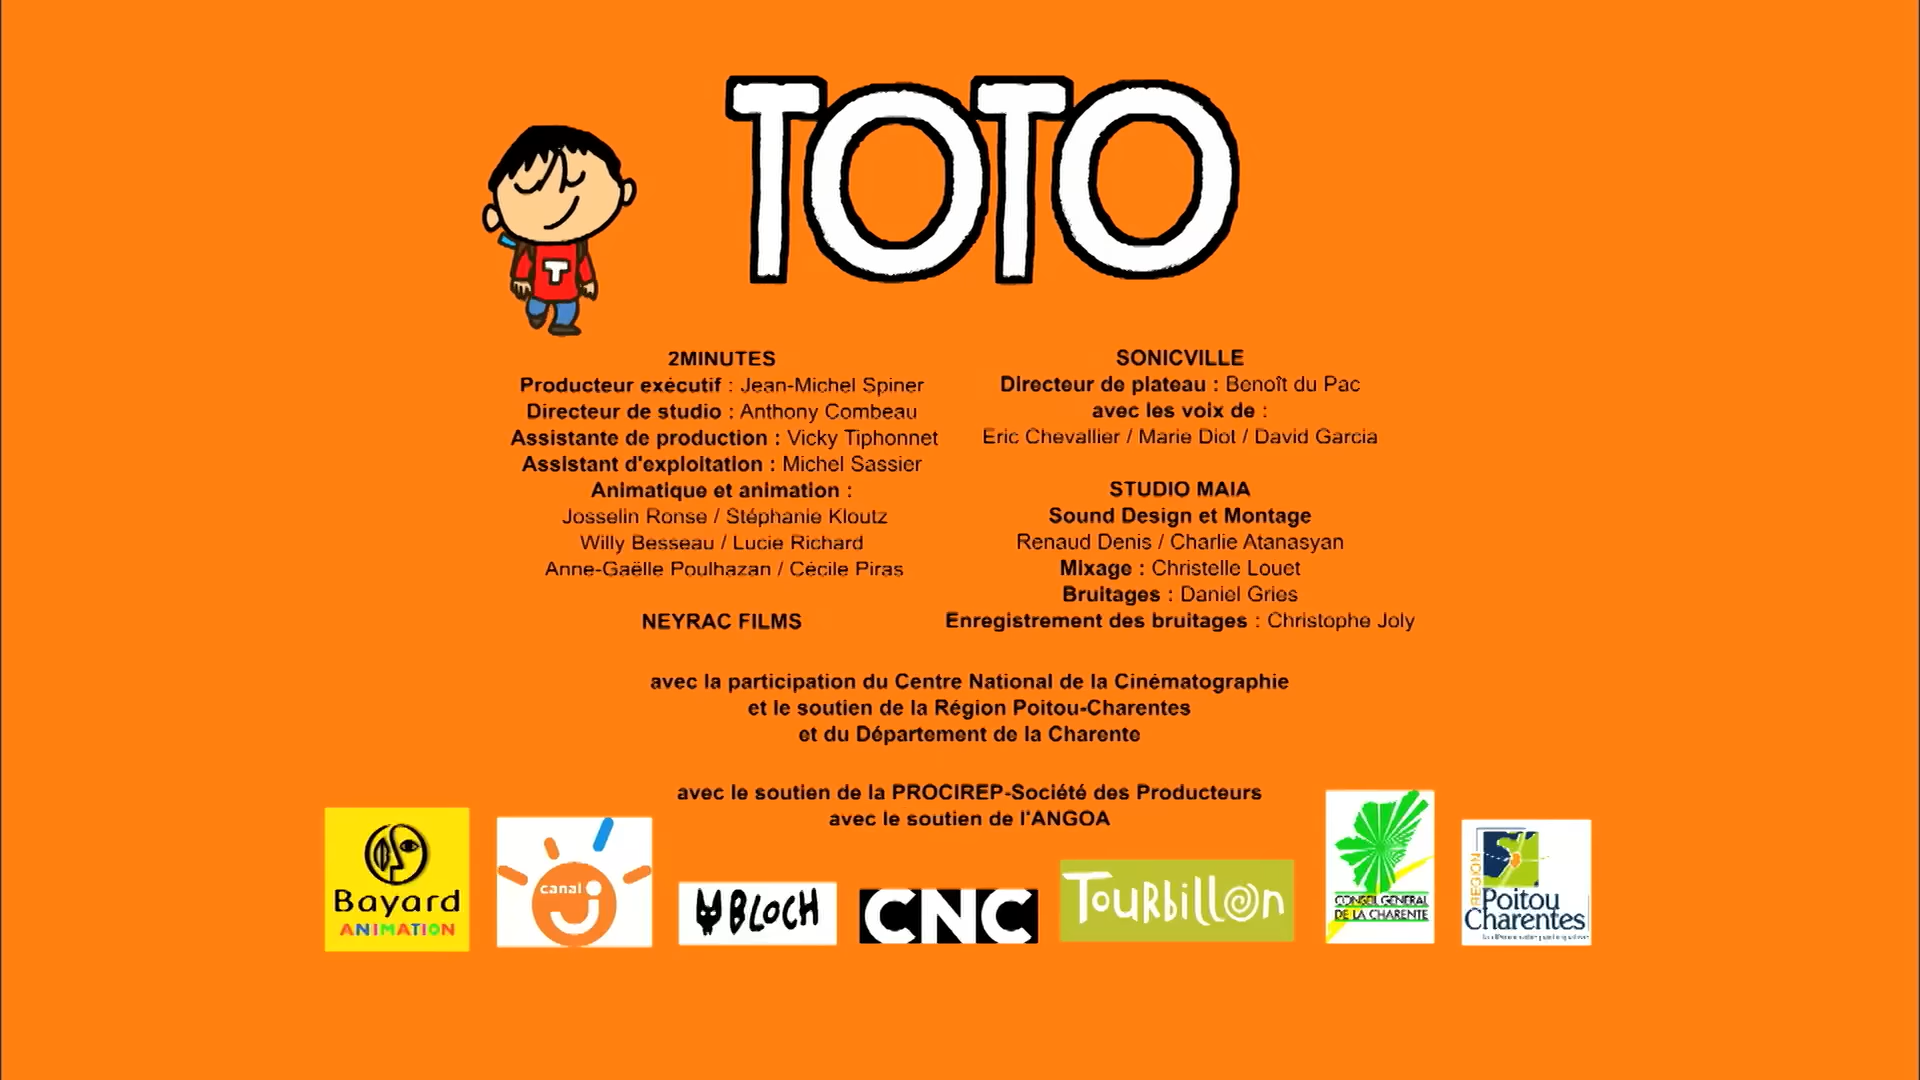 TOTO
T
2MINUTES
Producteur exécutif : Jean-Michel Spiner
Directeur de studio : Anthony Combeau
Assistante de production : Vicky Tiphonnet
Assistant d'exploitation : Michel Sassier
Animatique et animation :
Josselin Ronse / Stéphanie Kloutz
Willy Besseau / Lucie Richard
Anne-Gaëlle Poulhazan / Cécile Piras
NEYRAC FILMS
SONICVILLE
Directeur de plateau : Benoît du Pac
avec les voix de :
Eric Chevallier / Marie Diot / David Garcia
STUDIO MAIA
Sound Design et Montage
Renaud Denis / Charlie Atanasyan
Mixage : Christelle Louet
Bruitages : Daniel Gries
Enregistrement des bruitages : Christophe Joly
avec la participation du Centre National de la Cinématographie
et le soutien de la Région Poitou-Charentes
et du Département de la Charente
avec le soutien de la PROCIREP-Société des Producteurs
avec le soutien de l'ANGOA
Bayard
ANIMATION
canal J
BLOCH
CNC
TOURBILLON
CONSEIL GENERAL
DE LA CHARENTE
REGION
Poitou
Charentes